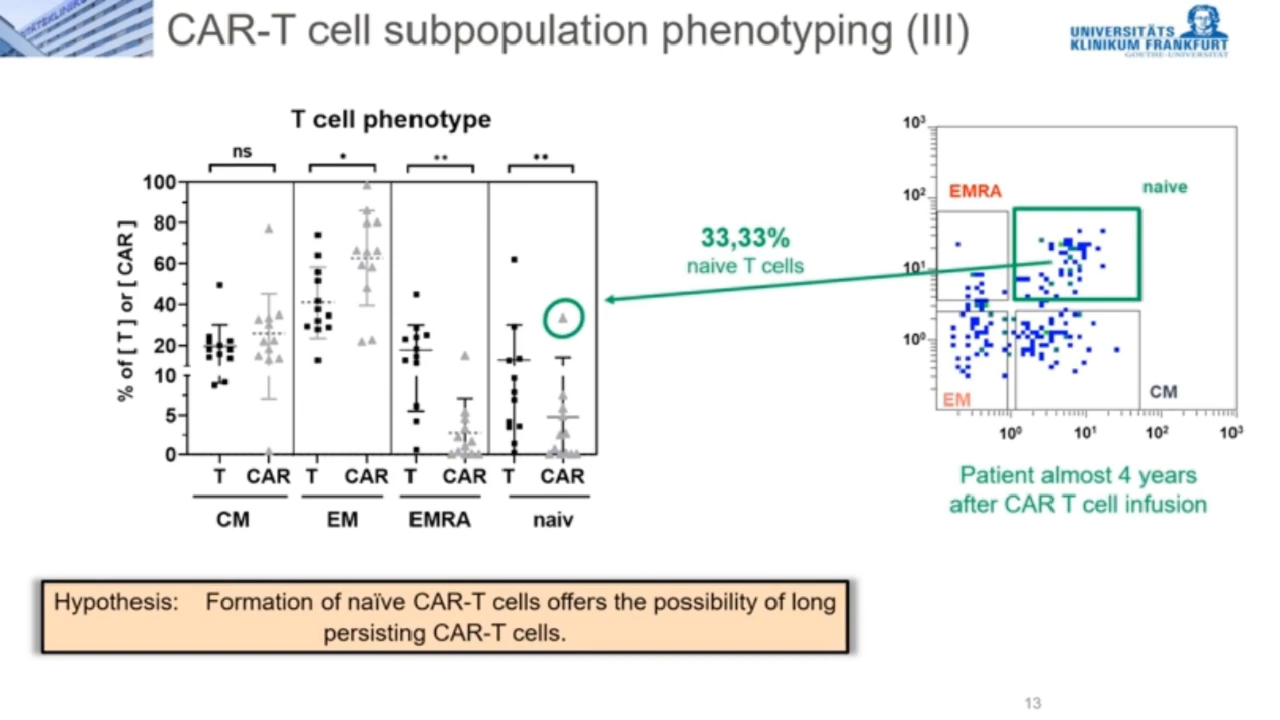 CAR-T cell subpopulation phenotyping (III)
UNIVERSITÄTS
KLINIKUM FRANKFURT
GOETHE-UNIVERSITÄT
T cell phenotype
ns * ** **
% of [ T ] or [ CAR ]
100
80
60
40
20
10
5
0
T CAR T CAR T CAR T CAR
CM EM EMRA naiv
33,33%
naive T cells
10³
10²
10¹
10⁰
EMRA
naive
EM
CM
10⁰ 10¹ 10² 10³
Patient almost 4 years
after CAR T cell infusion
Hypothesis: Formation of naïve CAR-T cells offers the possibility of long
persisting CAR-T cells.
13